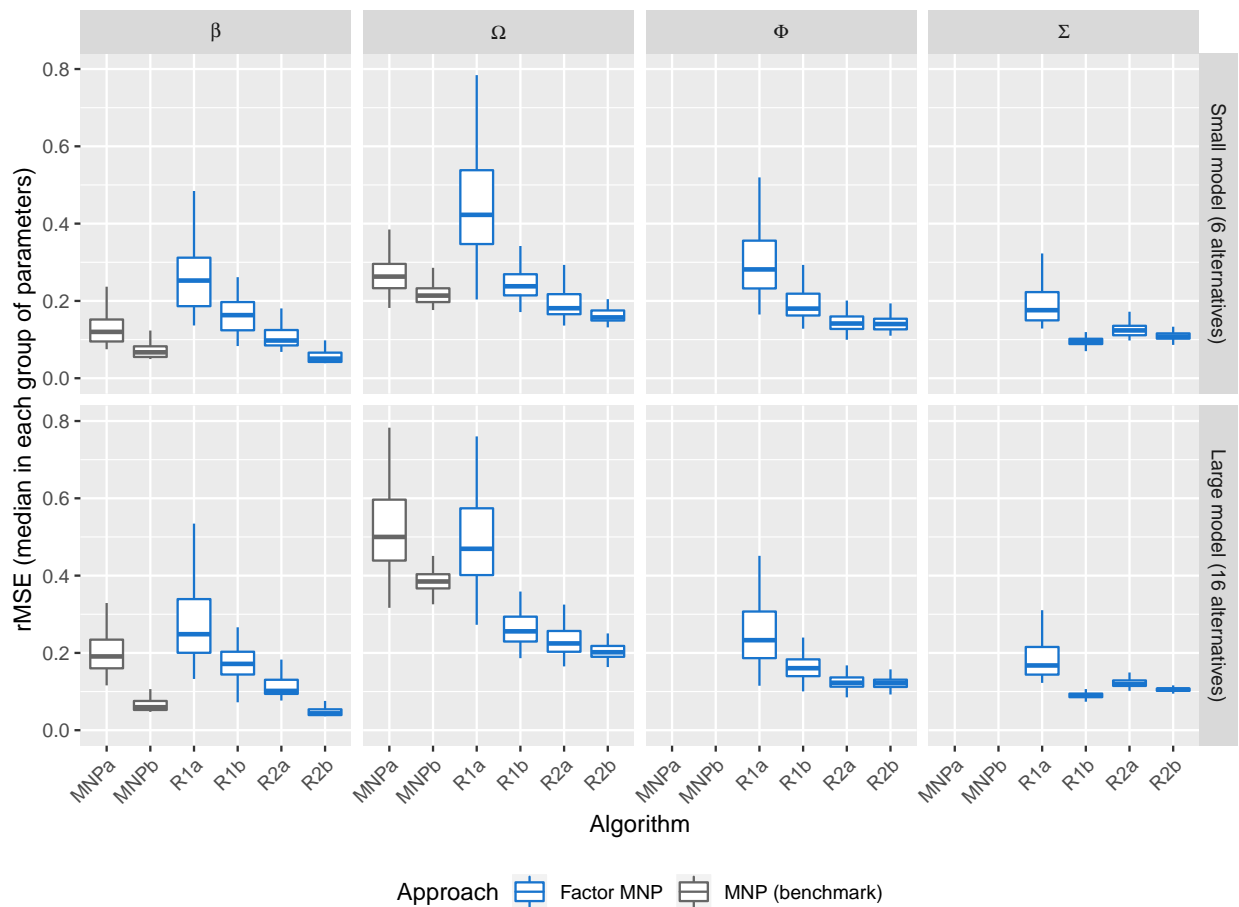 β Ω Φ Σ
rMSE (median in each group of parameters)
0.8
0.6
0.4
0.2
0.0
Small model (6 alternatives)
0.8
0.6
0.4
0.2
0.0
Large model (16 alternatives)
MNPa MNPb R1a R1b R2a R2b MNPa MNPb R1a R1b R2a R2b MNPa MNPb R1a R1b R2a R2b MNPa MNPb R1a R1b R2a R2b
Algorithm
Approach Factor MNP MNP (benchmark)